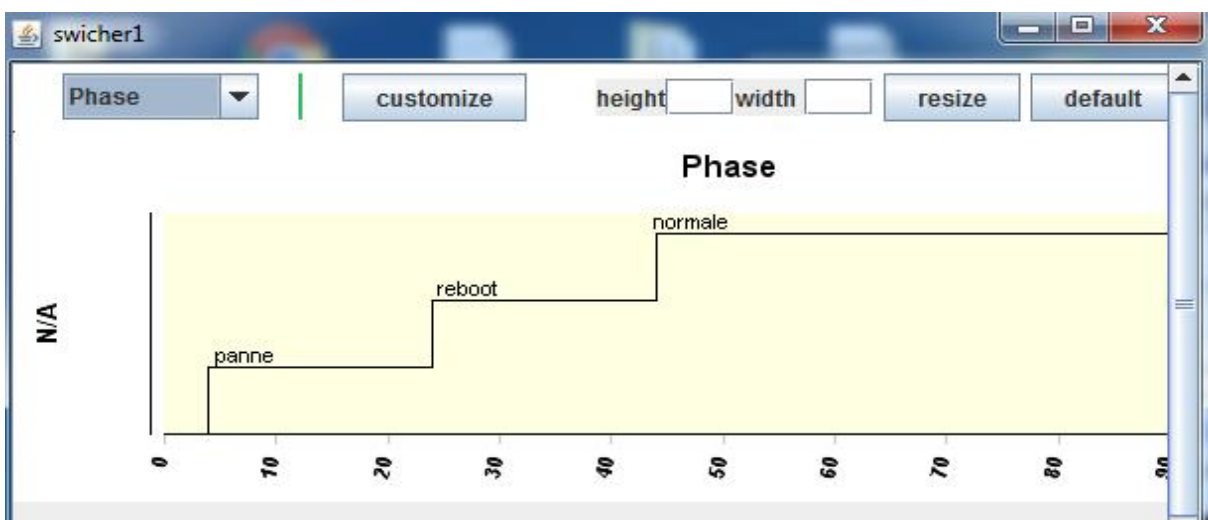 swicher1
Phase customize height width resize default
Phase
normale
reboot
panne
N/A
0 10 20 30 40 50 60 70 80 90